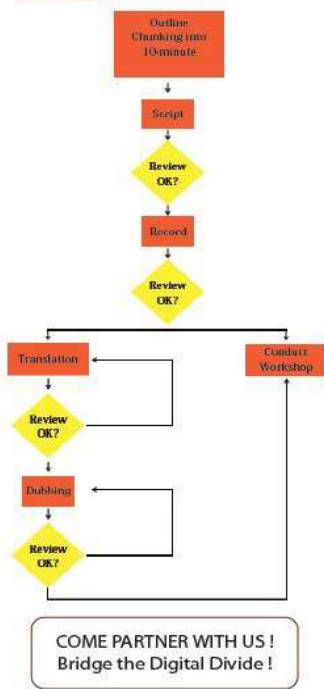 Outline
Chunking into
10-minute
Script
Review
OK?
Record
Review
OK?
Translation
Conduct
Workshop
Review
OK?
Dubbing
Review
OK?
COME PARTNER WITH US !
Bridge the Digital Divide !